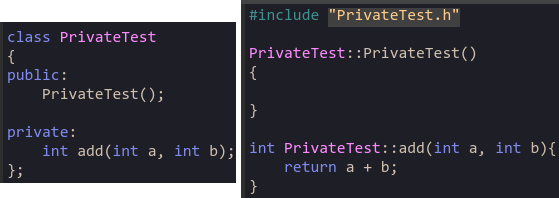 class PrivateTest
{
public:
    PrivateTest();

private:
    int add(int a, int b);
};
#include "PrivateTest.h"

PrivateTest::PrivateTest()
{

}

int PrivateTest::add(int a, int b){
    return a + b;
}